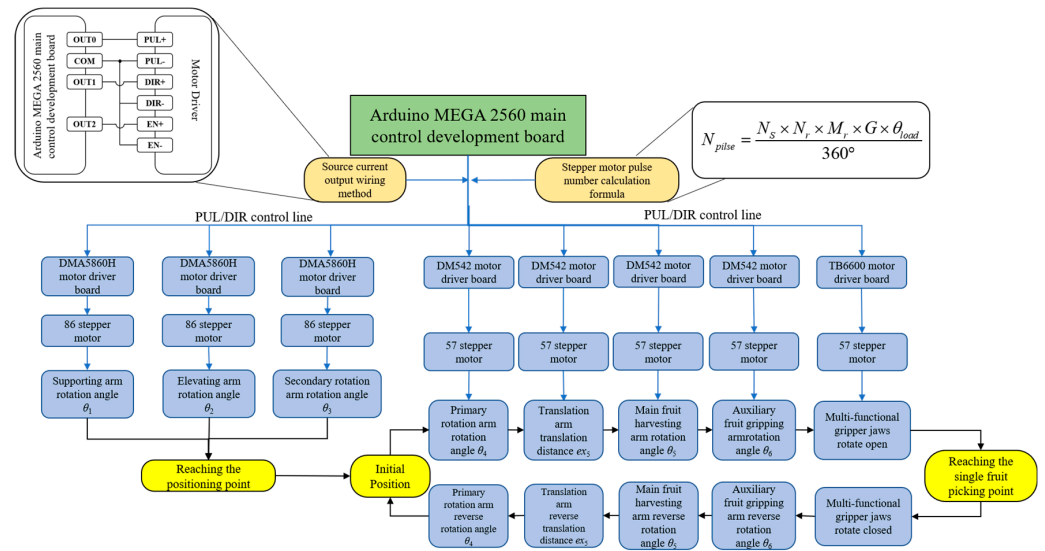 Arduino MEGA 2560 main
control development board
OUT0
COM
OUT1
OUT2
PUL+
PUL-
DIR+
DIR-
EN+
EN-
Motor Driver
Arduino MEGA 2560 main
control development board
N_pilse = (N_S × N_r × M_r × G × θ_load) / 360°
Source current
output wiring
method
Stepper motor pulse
number calculation
formula
PUL/DIR control line
PUL/DIR control line
DMA5860H
motor driver
board
DMA5860H
motor driver
board
DMA5860H
motor driver
board
DM542 motor
driver board
DM542 motor
driver board
DM542 motor
driver board
DM542 motor
driver board
TB6600 motor
driver board
86 stepper
motor
86 stepper
motor
86 stepper
motor
57 stepper
motor
57 stepper
motor
57 stepper
motor
57 stepper
motor
57 stepper
motor
Supporting arm
rotation angle
θ1
Elevating arm
rotation angle
θ2
Secondary rotation
arm rotation angle
θ3
Primary
rotation arm
rotation
angle θ4
Translation
arm
translation
distance ex5
Main fruit
harvesting
arm rotation
angle θ5
Auxiliary
fruit gripping
armrotation
angle θ6
Multi-functional
gripper jaws
rotate open
Reaching the
positioning point
Initial
Position
Reaching the
single fruit
picking point
Primary
rotation arm
reverse
rotation angle
θ4
Translation
arm
reverse
translation
distance ex5
Main fruit
harvesting
arm reverse
rotation
angle θ5
Auxiliary
fruit gripping
arm reverse
rotation
angle θ6
Multi-functional
gripper jaws
rotate closed